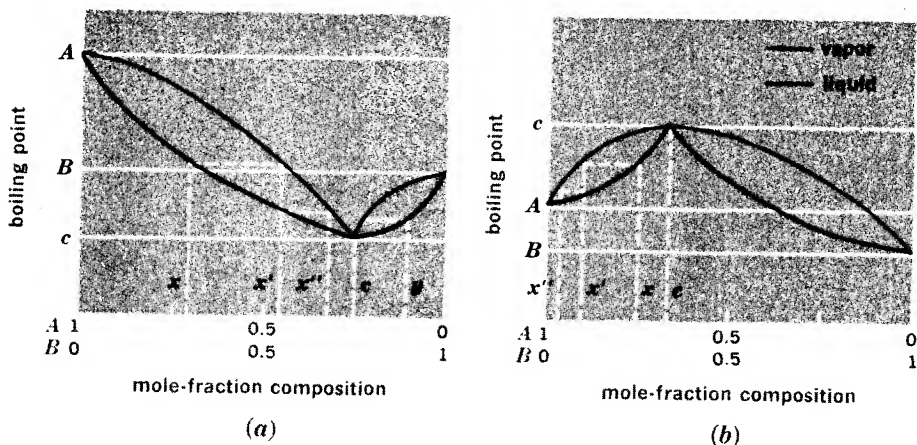 A
B
c
boiling point
x x' x'' c y
A 1 0.5 0
B 0 0.5 1
mole-fraction composition
(a)
vapor
liquid
c
A
B
boiling point
x'' x' x c
A 1 0.5 0
B 0 0.5 1
mole-fraction composition
(b)